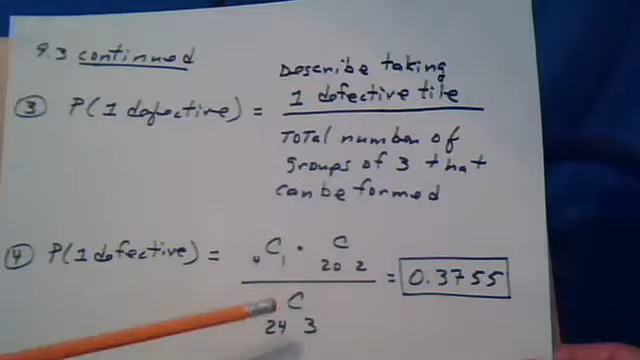 9.3 continued
Describe taking
③ P(1 defective) = 1 defective tile
Total number of
groups of 3 that
can be formed
④ P(1 defective) = 4C1 · 20C2 = 0.3755
24C3